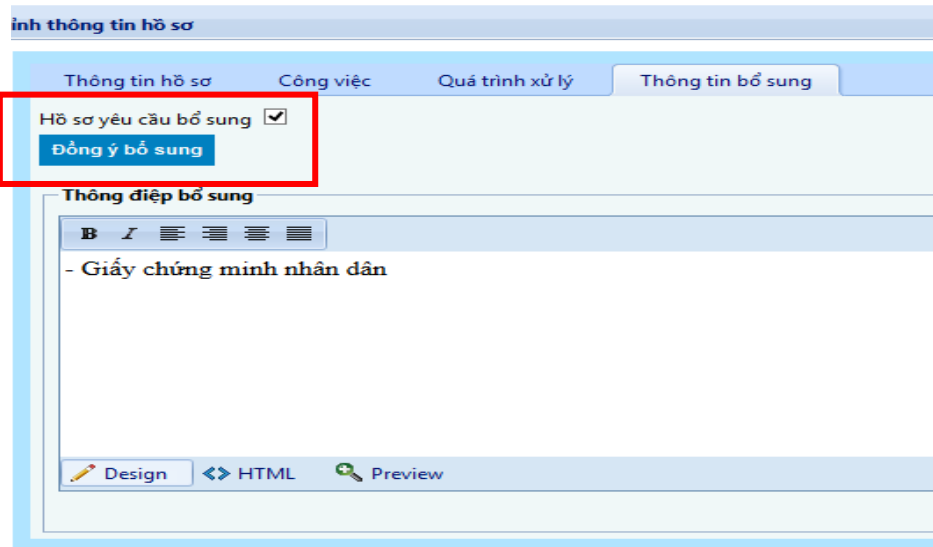 ỉnh thông tin hồ sơ
Thông tin hồ sơ Công việc Quá trình xử lý Thông tin bổ sung
Hồ sơ yêu cầu bổ sung
Đồng ý bổ sung
Thông điệp bổ sung
B I
- Giấy chứng minh nhân dân
Design <> HTML Preview